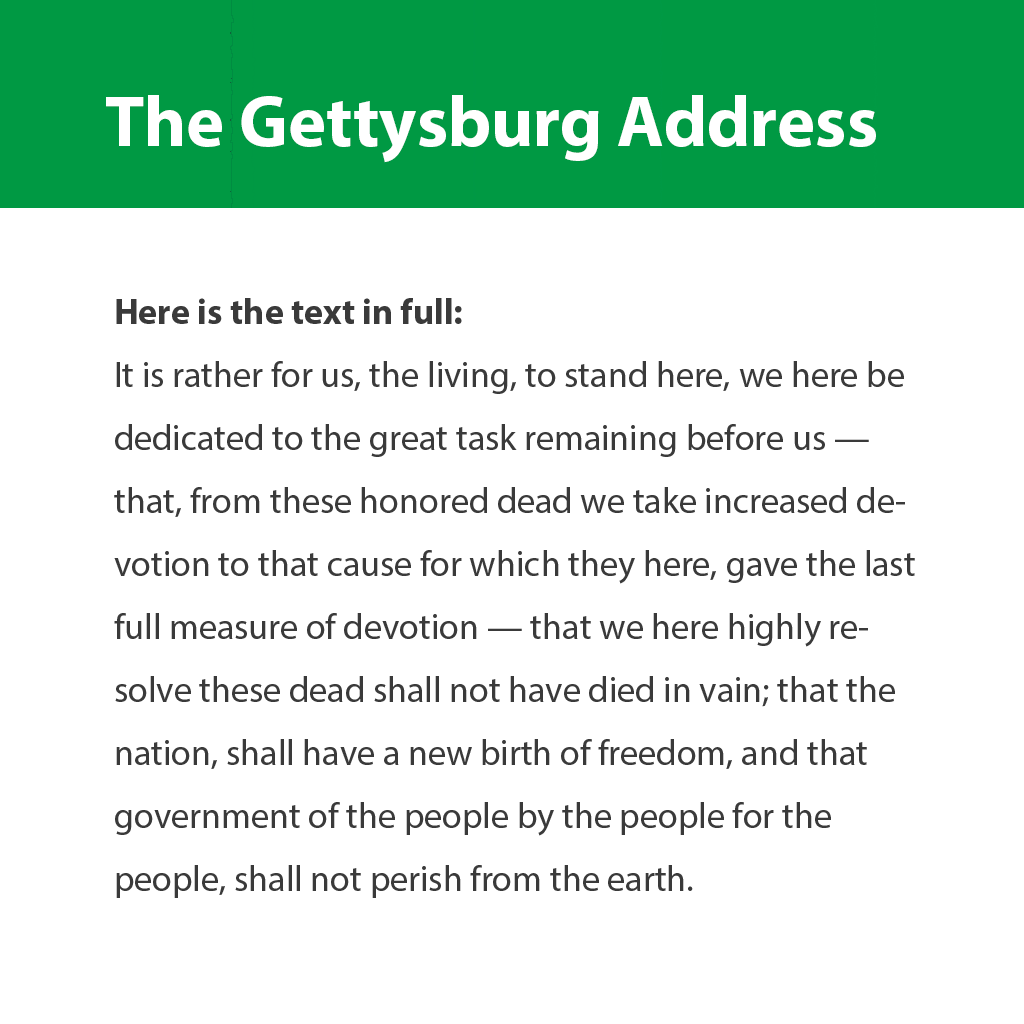 The Gettysburg Address
Here is the text in full:
It is rather for us, the living, to stand here, we here be
dedicated to the great task remaining before us —
that, from these honored dead we take increased de-
votion to that cause for which they here, gave the last
full measure of devotion — that we here highly re-
solve these dead shall not have died in vain; that the
nation, shall have a new birth of freedom, and that
government of the people by the people for the
people, shall not perish from the earth.